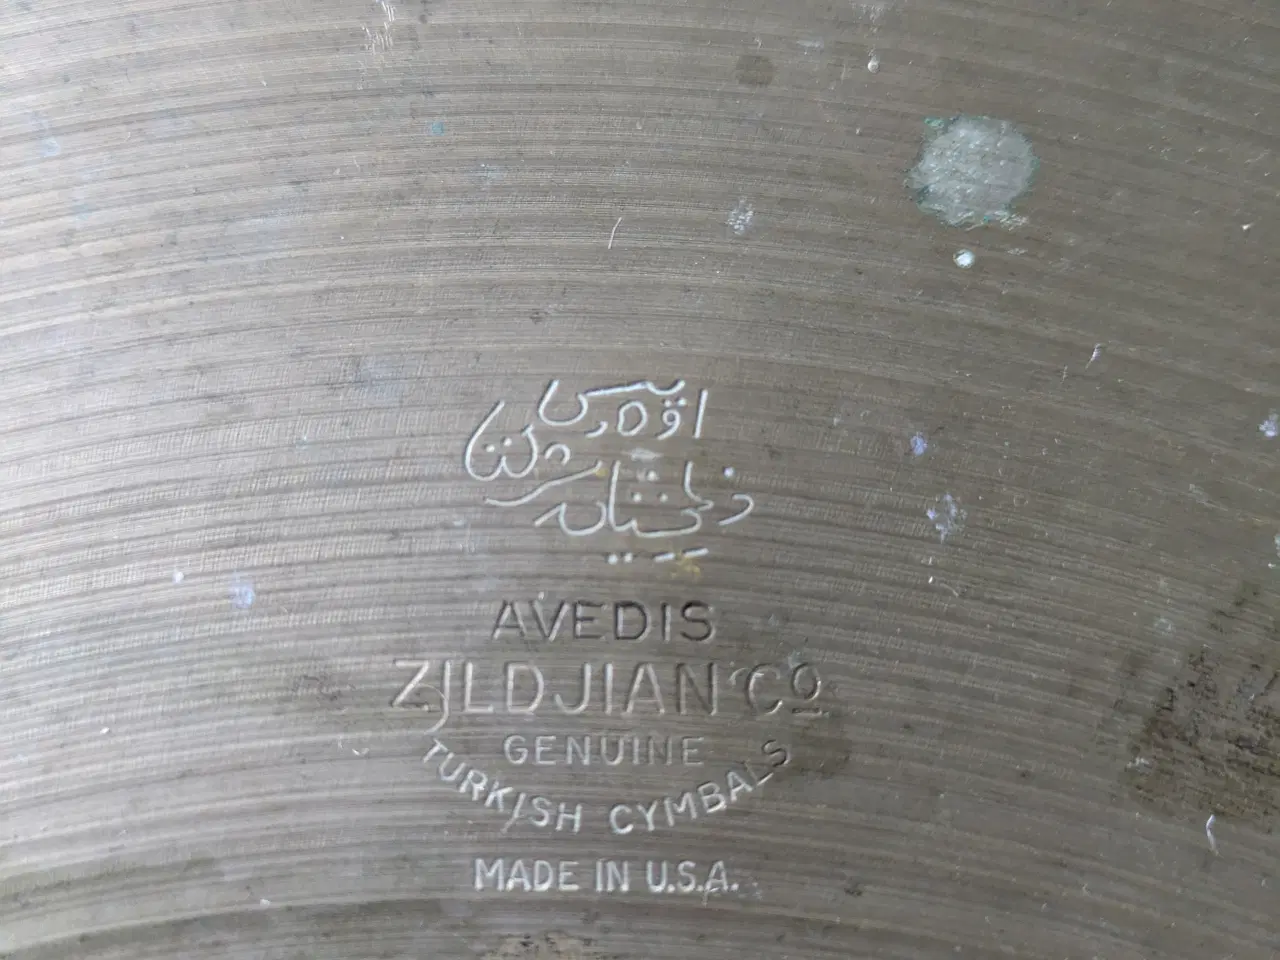 AVEDIS
ZILDJIAN Co
GENUINE
TURKISH CYMBALS
MADE IN U.S.A.